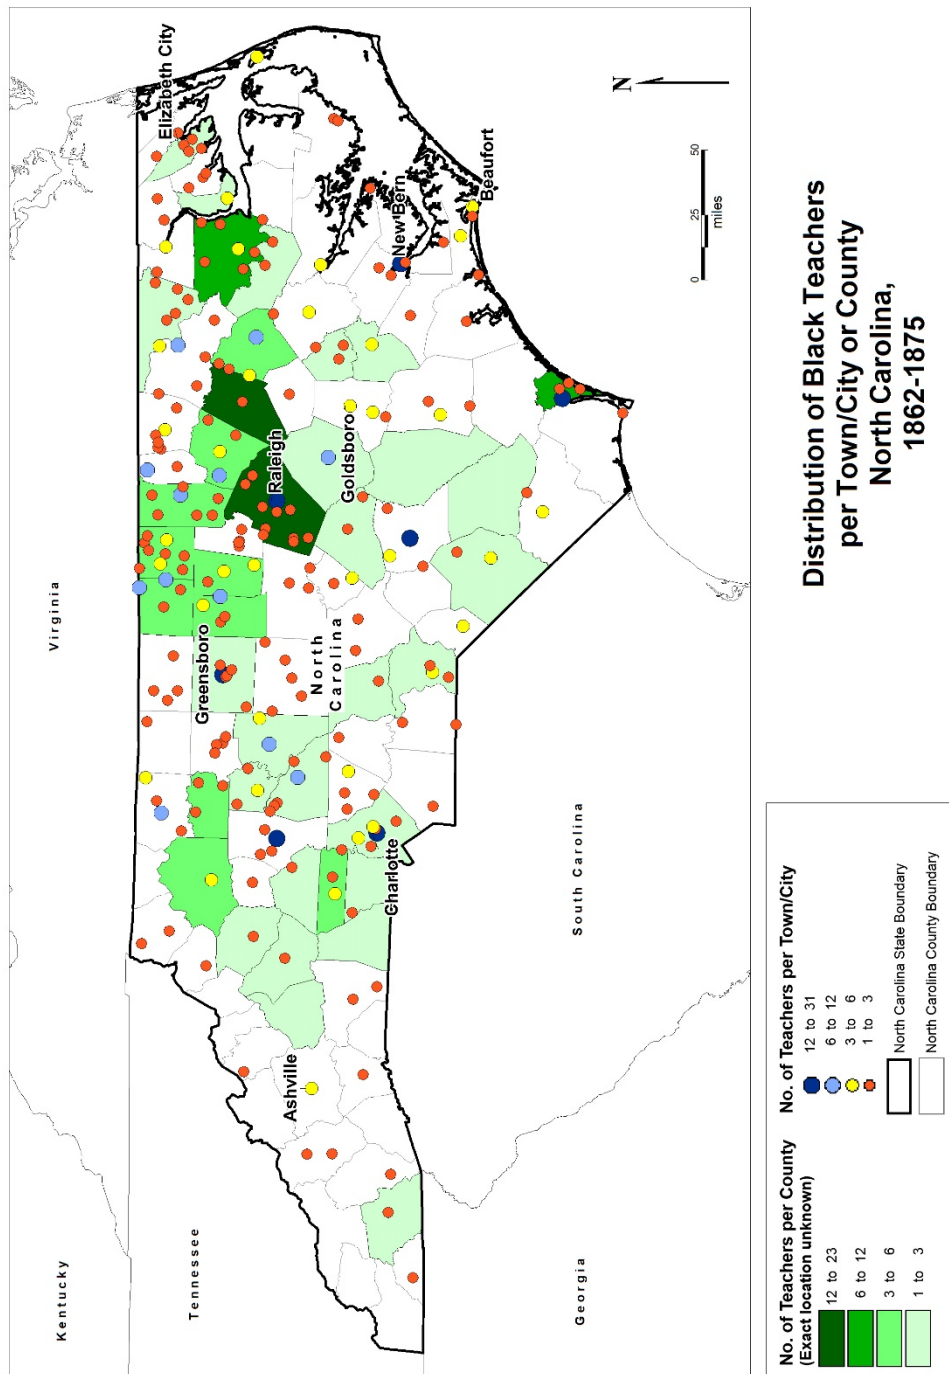 Distribution of Black Teachers
per Town/City or County
North Carolina,
1862-1875
Kentucky
Virginia
Tennessee
North
Carolina
South Carolina
Georgia
Elizabeth City
New Bern
Beaufort
Raleigh
Goldsboro
Greensboro
Charlotte
Ashville
N
0 25 50
miles
No. of Teachers per County
(Exact location unknown)
12 to 23
6 to 12
3 to 6
1 to 3
No. of Teachers per Town/City
12 to 31
6 to 12
3 to 6
1 to 3
North Carolina State Boundary
North Carolina County Boundary